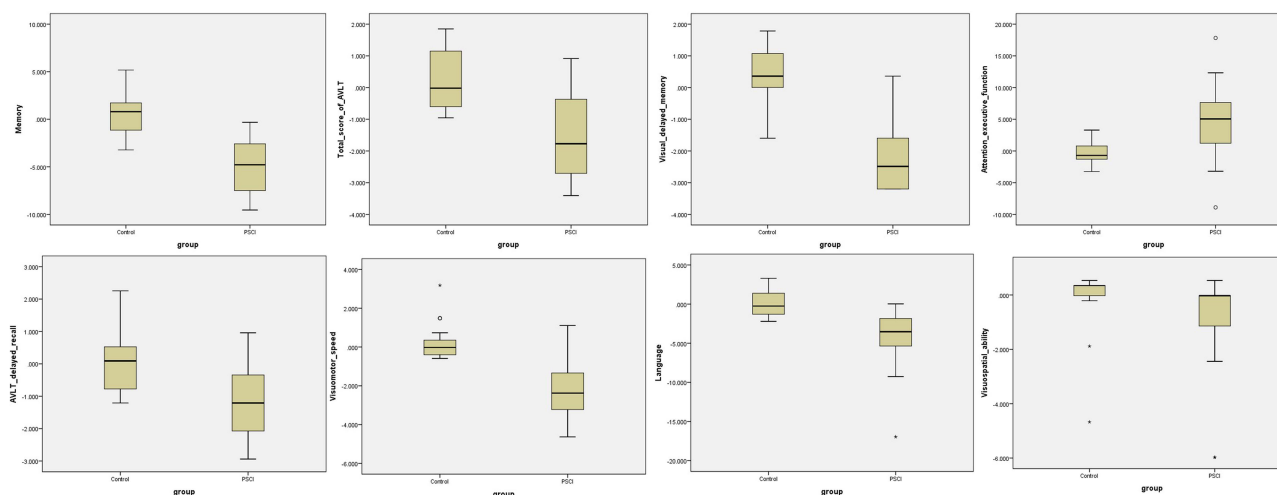 Memory
10.000
5.000
.000
-5.000
-10.000
Control
PSCI
group
Total_score_of_AVLT
2.000
1.000
.000
-1.000
-2.000
-3.000
-4.000
Control
PSCI
group
Visual_delayed_memory
2.000
1.000
.000
-1.000
-2.000
-3.000
-4.000
Control
PSCI
group
Attention_executive_function
20.000
15.000
10.000
5.000
.000
-5.000
-10.000
Control
PSCI
group
AVLT_delayed_recall
3.000
2.000
1.000
.000
-1.000
-2.000
-3.000
Control
PSCI
group
Visuomotor_speed
4.000
2.000
.000
-2.000
-4.000
-6.000
Control
PSCI
group
Language
5.000
.000
-5.000
-10.000
-15.000
-20.000
Control
PSCI
group
Visuospatial_ability
.000
-2.000
-4.000
-6.000
Control
PSCI
group